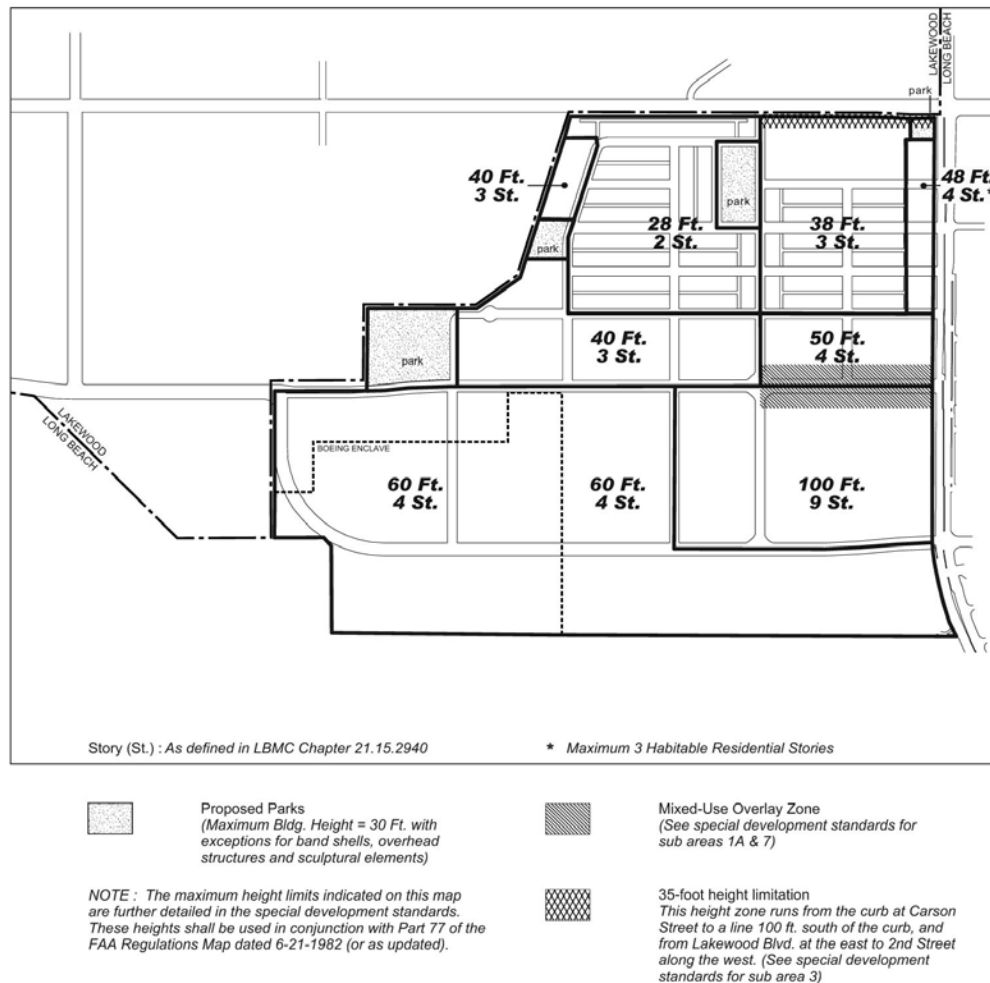 LAKEWOOD
LONG BEACH
park
40 Ft.
3 St.
48 Ft.
4 St.*
park
28 Ft.
2 St.
38 Ft.
3 St.
park
40 Ft.
3 St.
50 Ft.
4 St.
park
LAKEWOOD
LONG BEACH
BOEING ENCLAVE
60 Ft.
4 St.
60 Ft.
4 St.
100 Ft.
9 St.
Story (St.) : As defined in LBMC Chapter 21.15.2940
* Maximum 3 Habitable Residential Stories
Proposed Parks
(Maximum Bldg. Height = 30 Ft. with
exceptions for band shells, overhead
structures and sculptural elements)
Mixed-Use Overlay Zone
(See special development standards for
sub areas 1A & 7)
NOTE : The maximum height limits indicated on this map
are further detailed in the special development standards.
These heights shall be used in conjunction with Part 77 of the
FAA Regulations Map dated 6-21-1982 (or as updated).
35-foot height limitation
This height zone runs from the curb at Carson
Street to a line 100 ft. south of the curb, and
from Lakewood Blvd. at the east to 2nd Street
along the west. (See special development
standards for sub area 3)